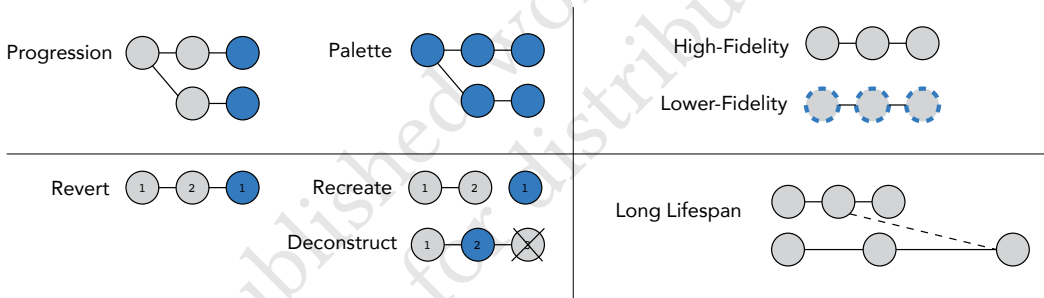 Progression
Palette
High-Fidelity
Lower-Fidelity
Revert
1 2 1
Recreate
1 2 1
Deconstruct
1 2
Long Lifespan